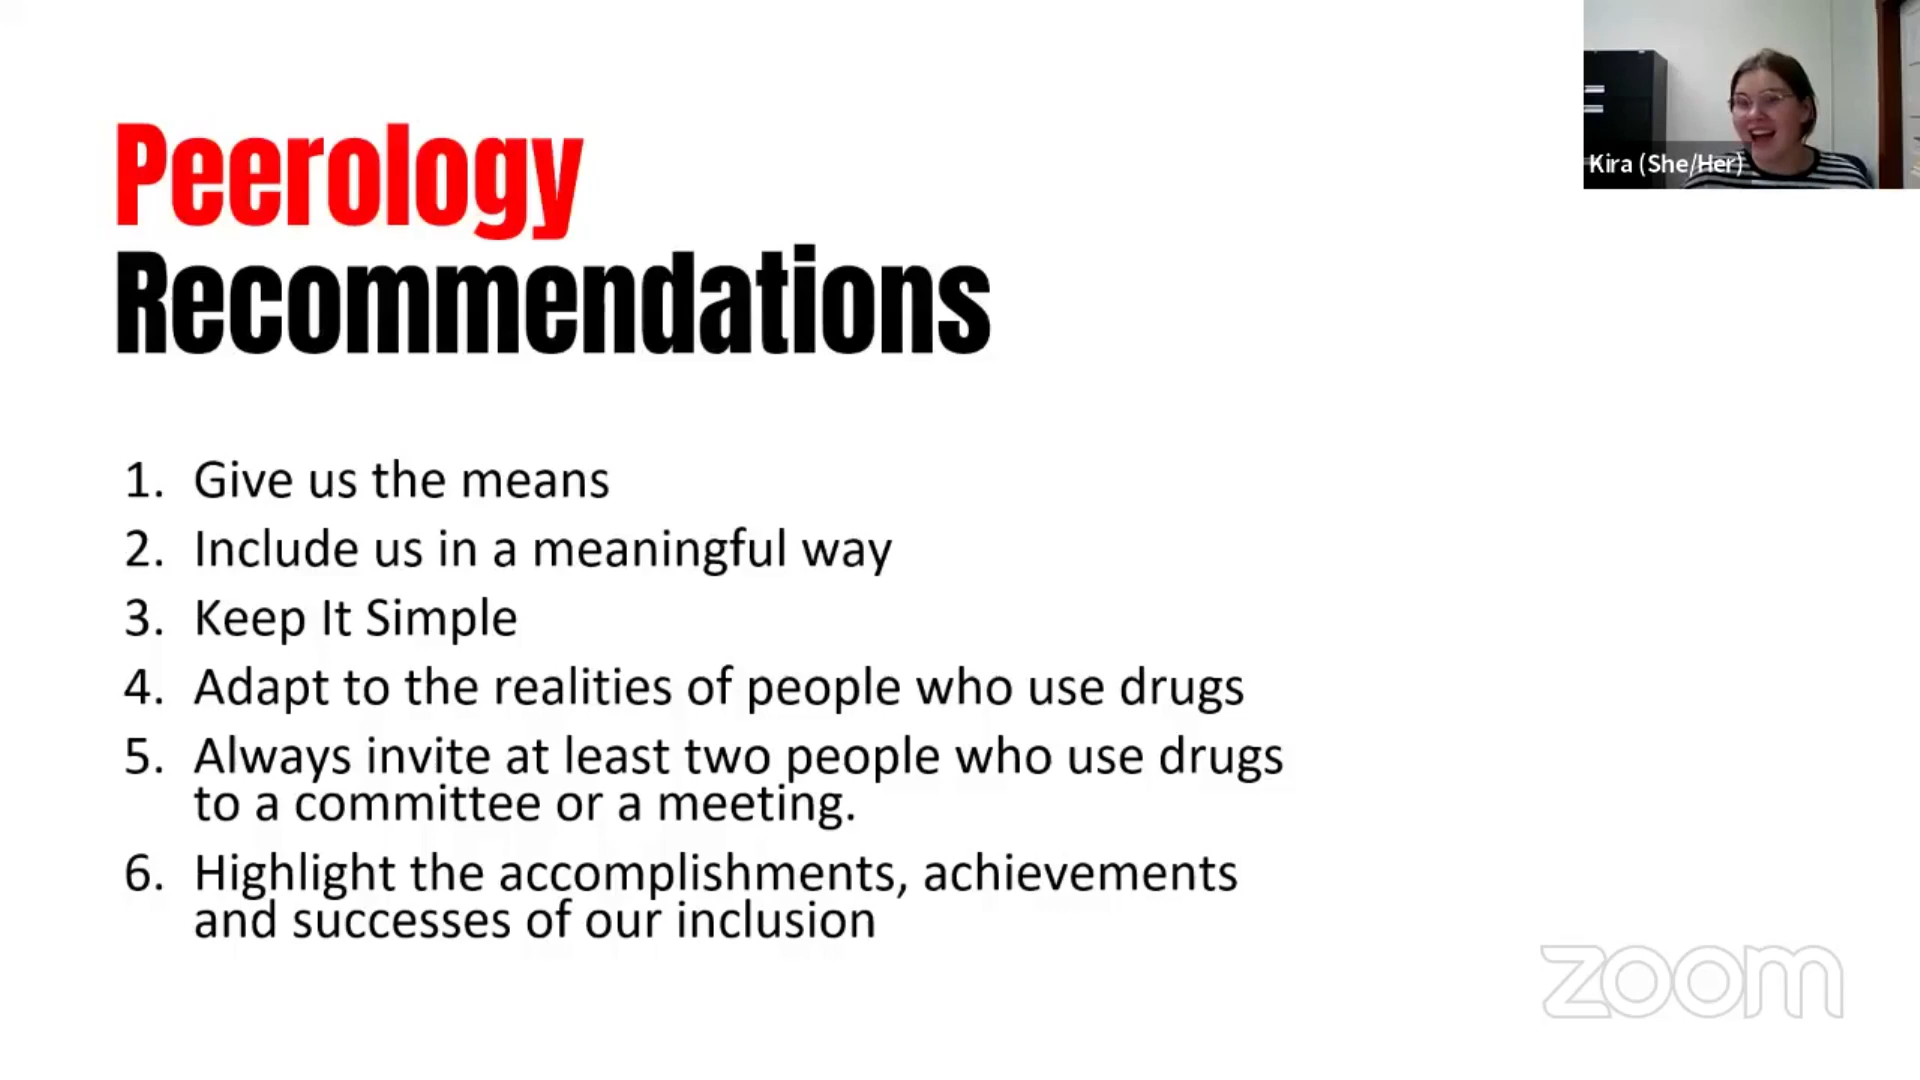 Peerology
Recommendations
Kira (She/Her)
1. Give us the means
2. Include us in a meaningful way
3. Keep It Simple
4. Adapt to the realities of people who use drugs
5. Always invite at least two people who use drugs
to a committee or a meeting.
6. Highlight the accomplishments, achievements
and successes of our inclusion
zoom